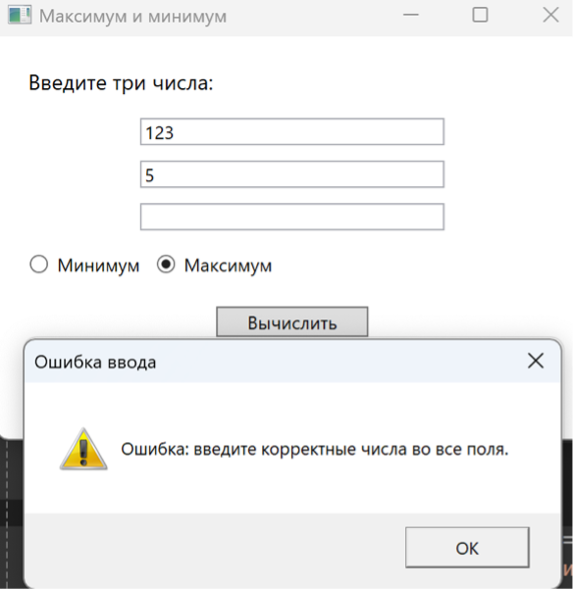 Максимум и минимум
Введите три числа:
123
5
Минимум Максимум
Вычислить
Ошибка ввода
Ошибка: введите корректные числа во все поля.
ОК